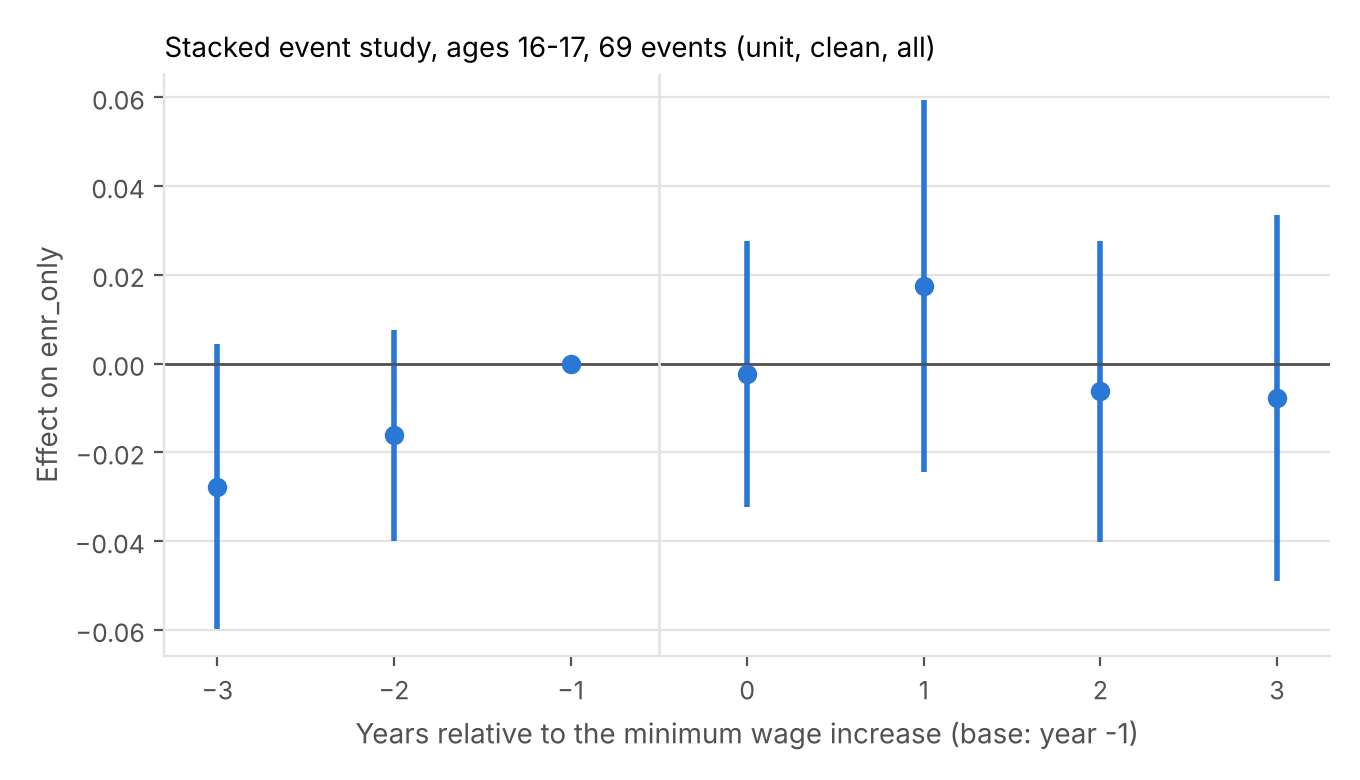 Stacked event study, ages 16-17, 69 events (unit, clean, all)
Effect on enr_only
0.06
0.04
0.02
0.00
−0.02
−0.04
−0.06
−3 −2 −1 0 1 2 3
Years relative to the minimum wage increase (base: year -1)